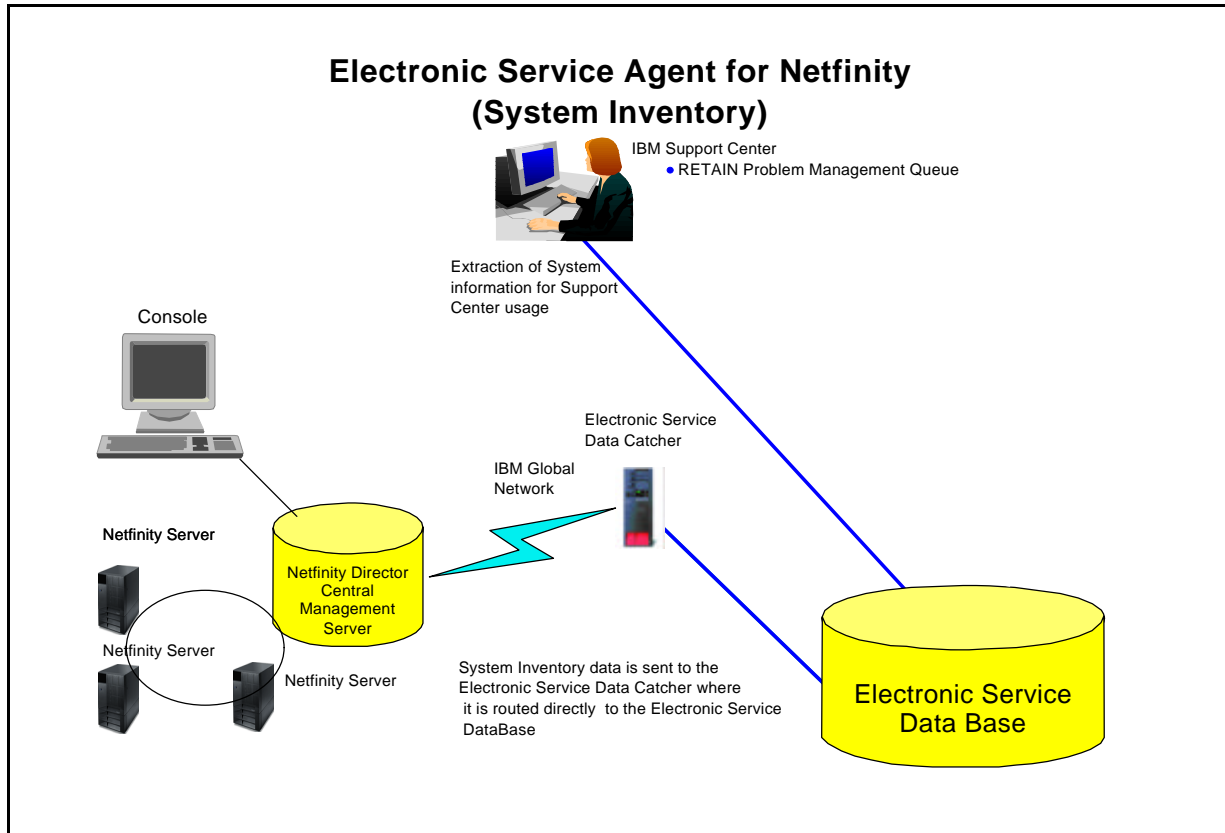 Electronic Service Agent for Netfinity
(System Inventory)
IBM Support Center
• RETAIN Problem Management Queue
Extraction of System
information for Support
Center usage
Console
Electronic Service
Data Catcher
IBM Global
Network
Netfinity Server
Netfinity Director
Central
Management
Server
Netfinity Server
Netfinity Server
System Inventory data is sent to the
Electronic Service Data Catcher where
it is routed directly to the Electronic Service
DataBase
Electronic Service
Data Base